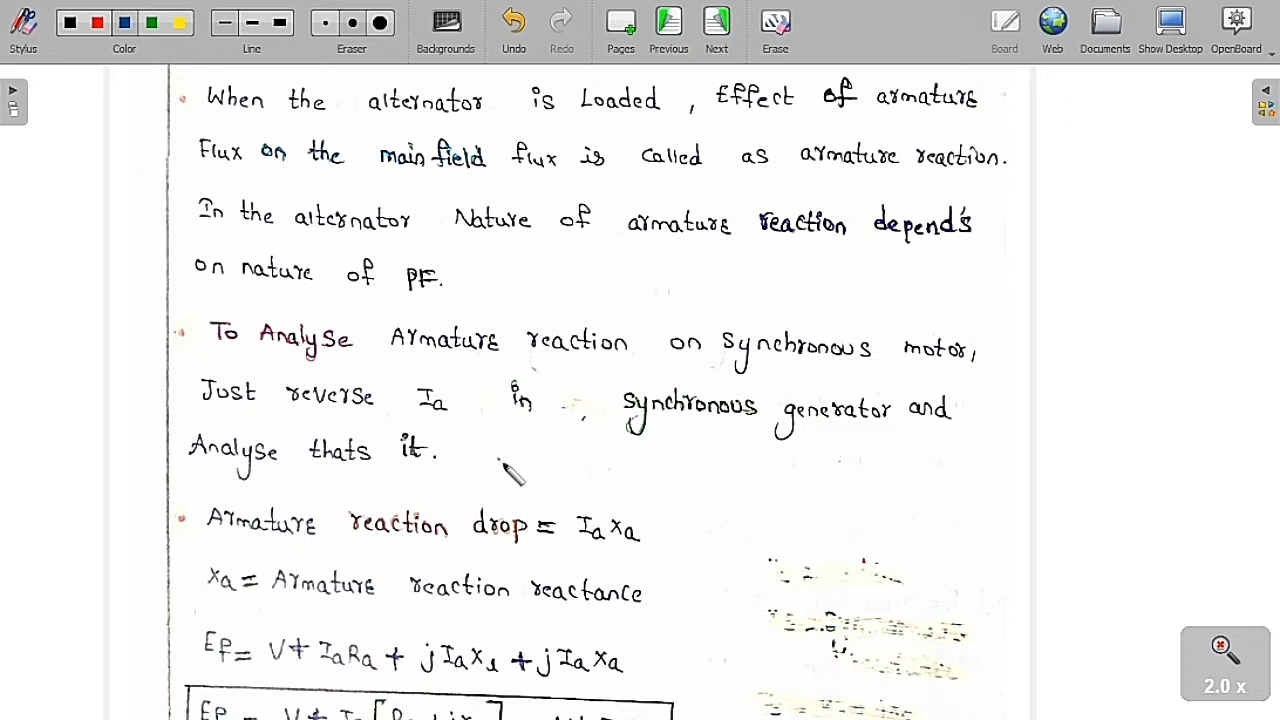 Stylus
Color
Line
Eraser
Backgrounds
Undo
Redo
Pages
Previous
Next
Erase
Board
Web
Documents
Show Desktop
OpenBoard
When the alternator is Loaded , Effect of armature
Flux on the main field flux is called as armature reaction.
In the alternator Nature of armature reaction depend's
on nature of PF.
To Analyse Armature reaction on synchronous motor,
Just reverse Ia in , synchronous generator and
Analyse thats it.
Armature reaction drop = Ia Xa
Xa = Armature reaction reactance
Ef = V + IaRa + jIaXl + jIaXa
2.0 x